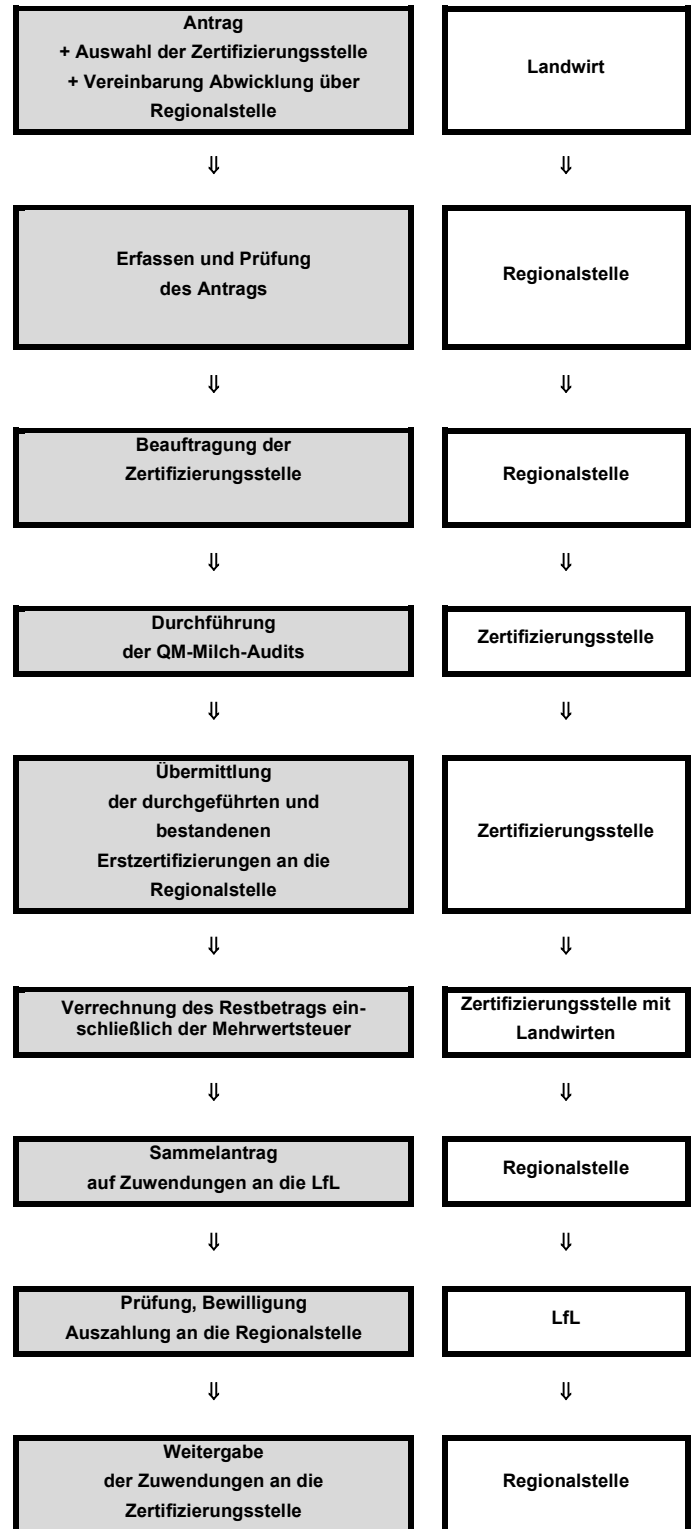 Antrag
+ Auswahl der Zertifizierungsstelle
+ Vereinbarung Abwicklung über
Regionalstelle
Landwirt
⇓ ⇓
Erfassen und Prüfung
des Antrags
Regionalstelle
⇓ ⇓
Beauftragung der
Zertifizierungsstelle
Regionalstelle
⇓ ⇓
Durchführung
der QM-Milch-Audits
Zertifizierungsstelle
⇓ ⇓
Übermittlung
der durchgeführten und
bestandenen
Erstzertifizierungen an die
Regionalstelle
Zertifizierungsstelle
⇓ ⇓
Verrechnung des Restbetrags ein-
schließlich der Mehrwertsteuer
Zertifizierungsstelle mit
Landwirten
⇓ ⇓
Sammelantrag
auf Zuwendungen an die LfL
Regionalstelle
⇓ ⇓
Prüfung, Bewilligung
Auszahlung an die Regionalstelle
LfL
⇓ ⇓
Weitergabe
der Zuwendungen an die
Zertifizierungsstelle
Regionalstelle